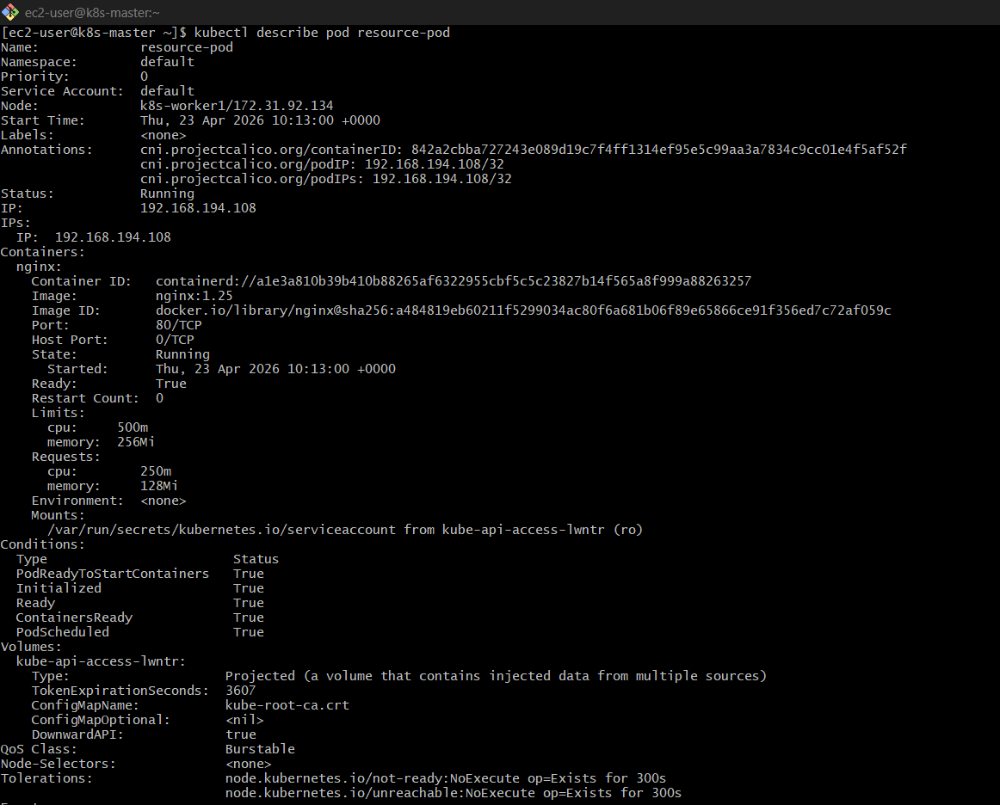 ec2-user@k8s-master:~
[ec2-user@k8s-master ~]$ kubectl describe pod resource-pod
Name:             resource-pod
Namespace:        default
Priority:         0
Service Account:  default
Node:             k8s-worker1/172.31.92.134
Start Time:       Thu, 23 Apr 2026 10:13:00 +0000
Labels:           <none>
Annotations:      cni.projectcalico.org/containerID: 842a2cbba727243e089d19c7f4ff1314ef95e5c99aa3a7834c9cc01e4f5af52f
                  cni.projectcalico.org/podIP: 192.168.194.108/32
                  cni.projectcalico.org/podIPs: 192.168.194.108/32
Status:           Running
IP:               192.168.194.108
IPs:
  IP:  192.168.194.108
Containers:
  nginx:
    Container ID:   containerd://a1e3a810b39b410b88265af6322955cbf5c5c23827b14f565a8f999a88263257
    Image:          nginx:1.25
    Image ID:       docker.io/library/nginx@sha256:a484819eb60211f5299034ac80f6a681b06f89e65866ce91f356ed7c72af059c
    Port:           80/TCP
    Host Port:      0/TCP
    State:          Running
      Started:      Thu, 23 Apr 2026 10:13:00 +0000
    Ready:          True
    Restart Count:  0
    Limits:
      cpu:     500m
      memory:  256Mi
    Requests:
      cpu:        250m
      memory:     128Mi
    Environment:  <none>
    Mounts:
      /var/run/secrets/kubernetes.io/serviceaccount from kube-api-access-lwntr (ro)
Conditions:
  Type                        Status
  PodReadyToStartContainers   True
  Initialized                 True
  Ready                       True
  ContainersReady             True
  PodScheduled                True
Volumes:
  kube-api-access-lwntr:
    Type:                    Projected (a volume that contains injected data from multiple sources)
    TokenExpirationSeconds:  3607
    ConfigMapName:           kube-root-ca.crt
    ConfigMapOptional:       <nil>
    DownwardAPI:             true
QoS Class:                   Burstable
Node-Selectors:              <none>
Tolerations:                 node.kubernetes.io/not-ready:NoExecute op=Exists for 300s
                             node.kubernetes.io/unreachable:NoExecute op=Exists for 300s